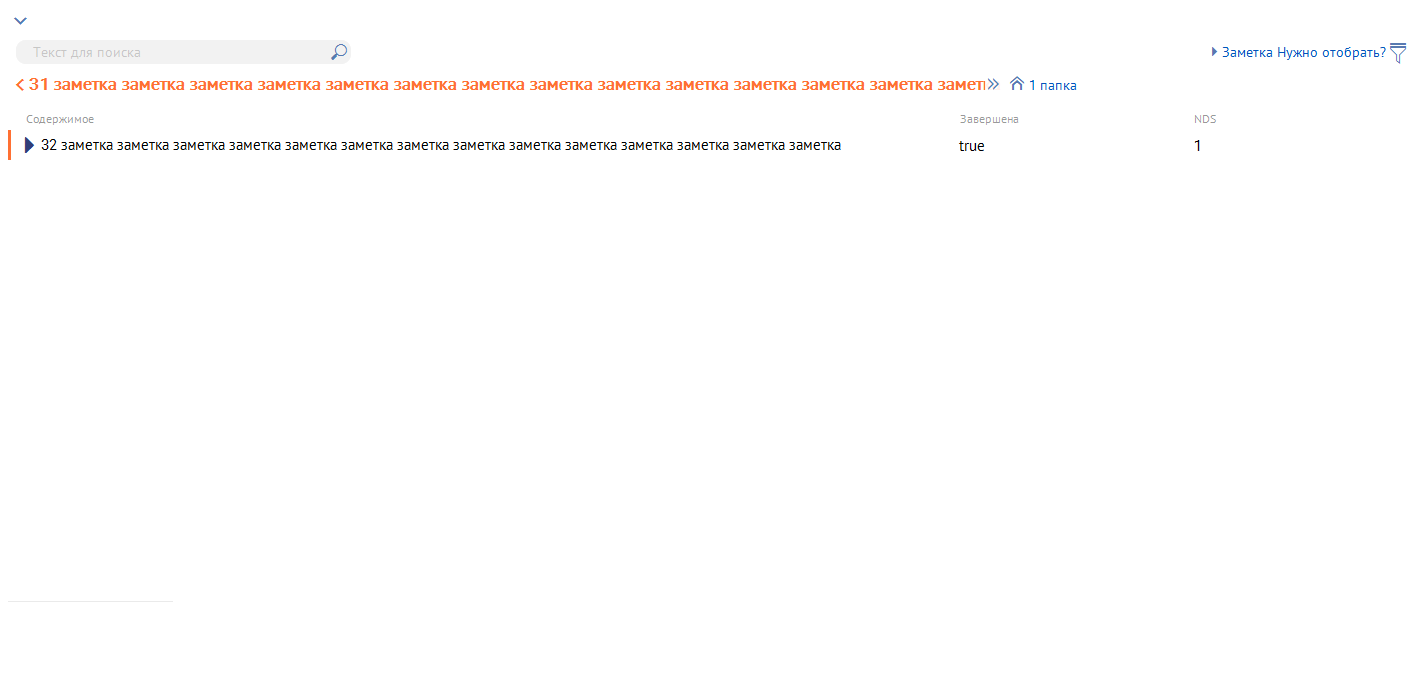 Текст для поиска
Заметка Нужно отобрать?
31 заметка заметка заметка заметка заметка заметка заметка заметка заметка заметка заметка заметка заметка замет
1 папка
Содержимое Завершена NDS
32 заметка заметка заметка заметка заметка заметка заметка заметка заметка заметка заметка заметка заметка заметка true 1